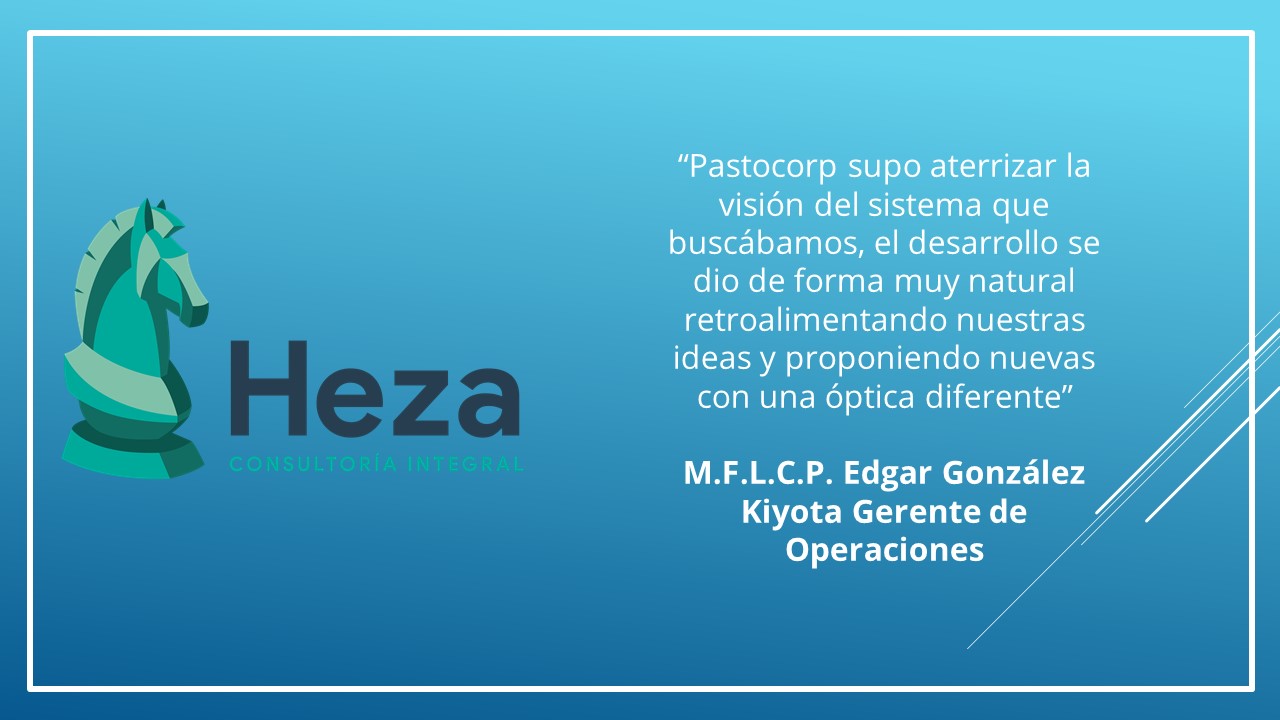 Heza
CONSULTORÍA INTEGRAL
“Pastocorp supo aterrizar la
visión del sistema que
buscábamos, el desarrollo se
dio de forma muy natural
retroalimentando nuestras
ideas y proponiendo nuevas
con una óptica diferente”
M.F.L.C.P. Edgar González
Kiyota Gerente de
Operaciones